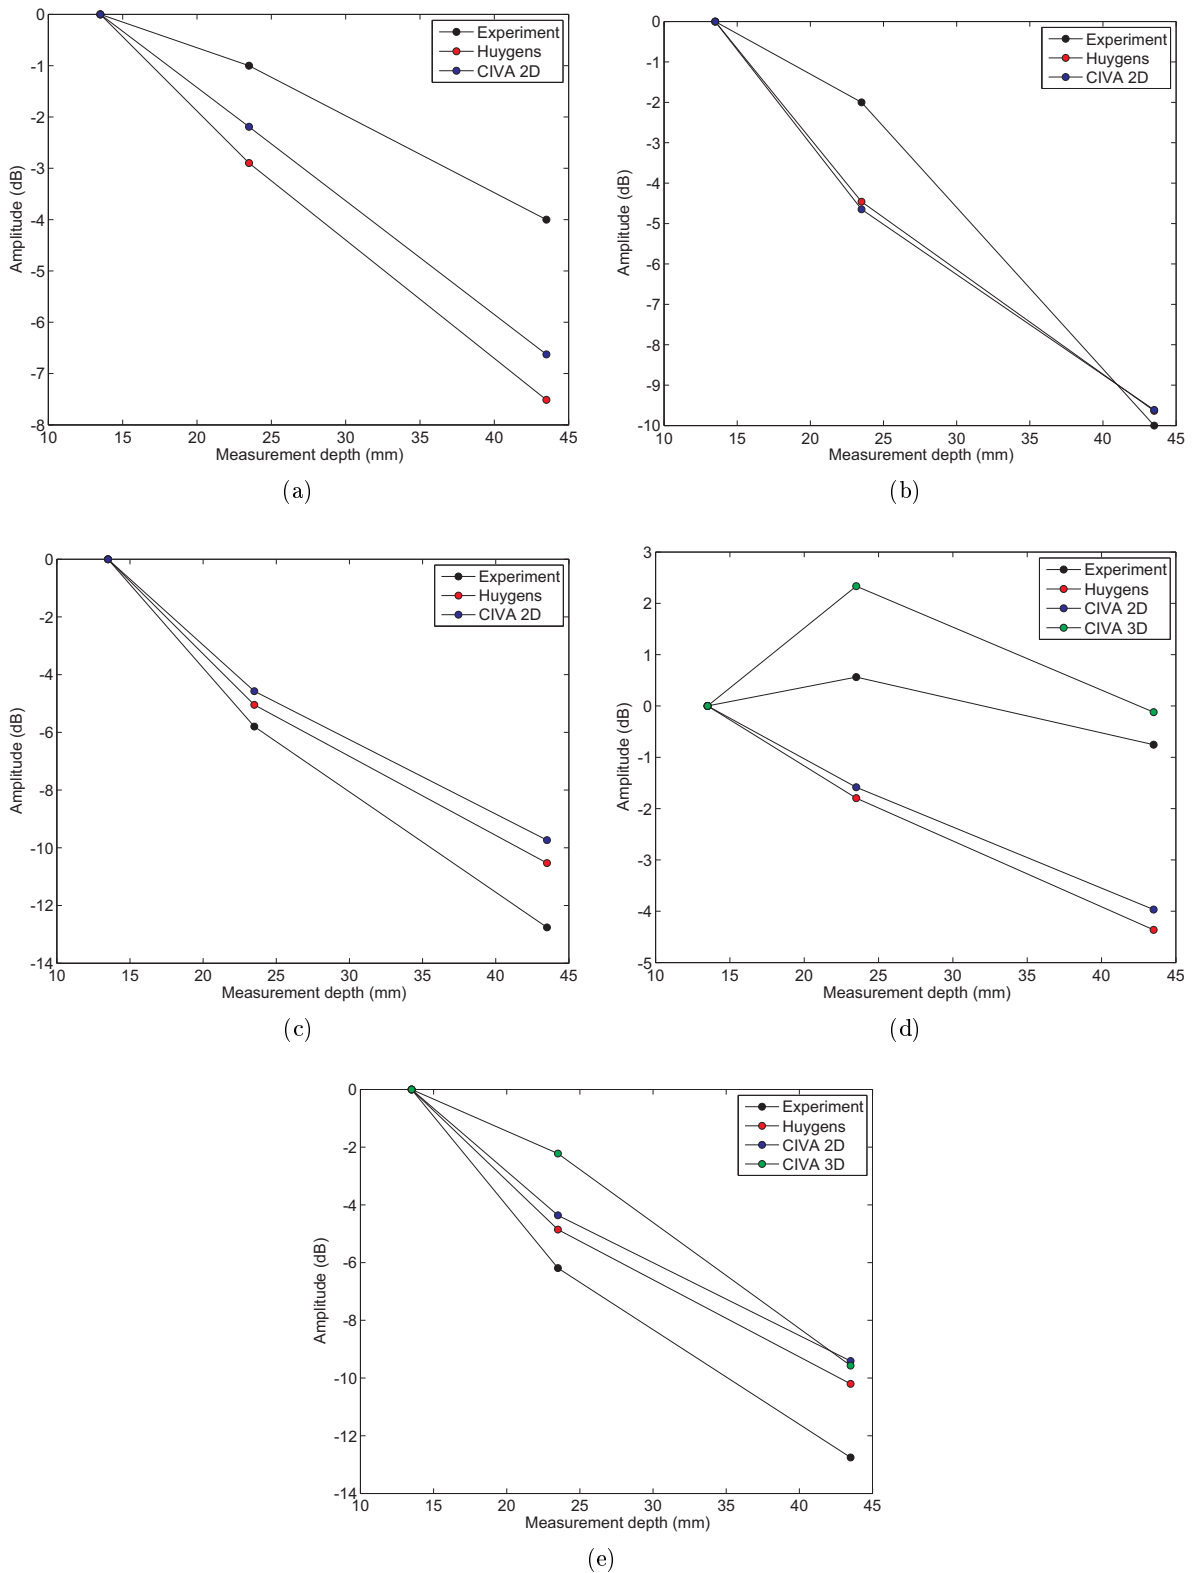 0
-1
-2
-3
-4
-5
-6
-7
-8
10 15 20 25 30 35 40 45
Amplitude (dB)
Measurement depth (mm)
Experiment
Huygens
CIVA 2D
(a)
0
-1
-2
-3
-4
-5
-6
-7
-8
-9
-10
10 15 20 25 30 35 40 45
Amplitude (dB)
Measurement depth (mm)
Experiment
Huygens
CIVA 2D
(b)
0
-2
-4
-6
-8
-10
-12
-14
10 15 20 25 30 35 40 45
Amplitude (dB)
Measurement depth (mm)
Experiment
Huygens
CIVA 2D
(c)
3
2
1
0
-1
-2
-3
-4
-5
10 15 20 25 30 35 40 45
Amplitude (dB)
Measurement depth (mm)
Experiment
Huygens
CIVA 2D
CIVA 3D
(d)
0
-2
-4
-6
-8
-10
-12
-14
10 15 20 25 30 35 40 45
Amplitude (dB)
Measurement depth (mm)
Experiment
Huygens
CIVA 2D
CIVA 3D
(e)